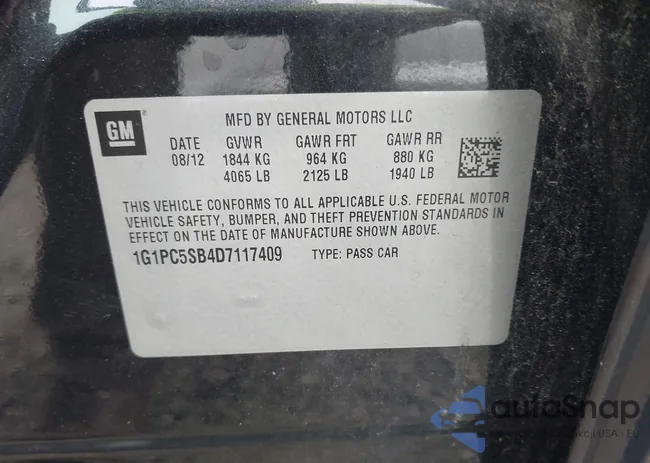 GM
MFD BY GENERAL MOTORS LLC
DATE GVWR GAWR FRT GAWR RR
08/12 1844 KG 964 KG 880 KG
4065 LB 2125 LB 1940 LB
THIS VEHICLE CONFORMS TO ALL APPLICABLE U.S. FEDERAL MOTOR
VEHICLE SAFETY, BUMPER, AND THEFT PREVENTION STANDARDS IN
EFFECT ON THE DATE OF MANUFACTURE SHOWN ABOVE.
1G1PC5SB4D7117409 TYPE: PASS CAR
autoSnap
USA - EU